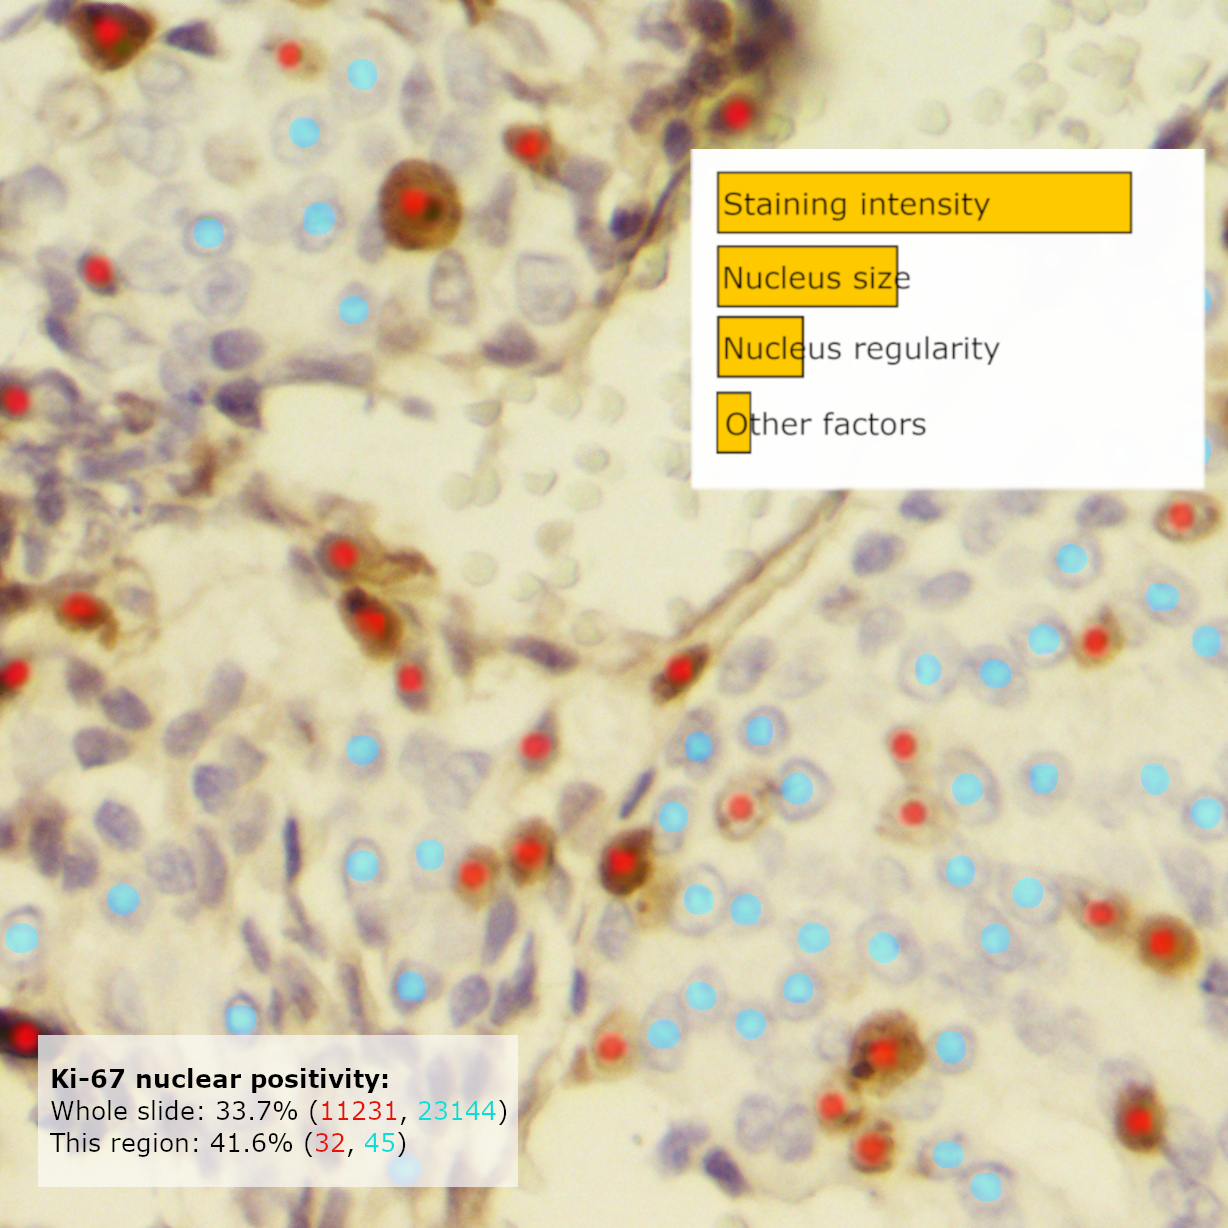 Staining intensity
Nucleus size
Nucleus regularity
Other factors
Ki-67 nuclear positivity:
Whole slide: 33.7% (11231, 23144)
This region: 41.6% (32, 45)